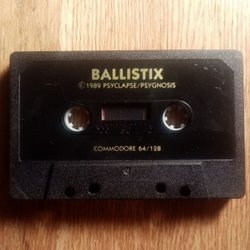 BALLISTIX
© 1989 PSYCLAPSE/PSYGNOSIS
COMMODORE 64/128